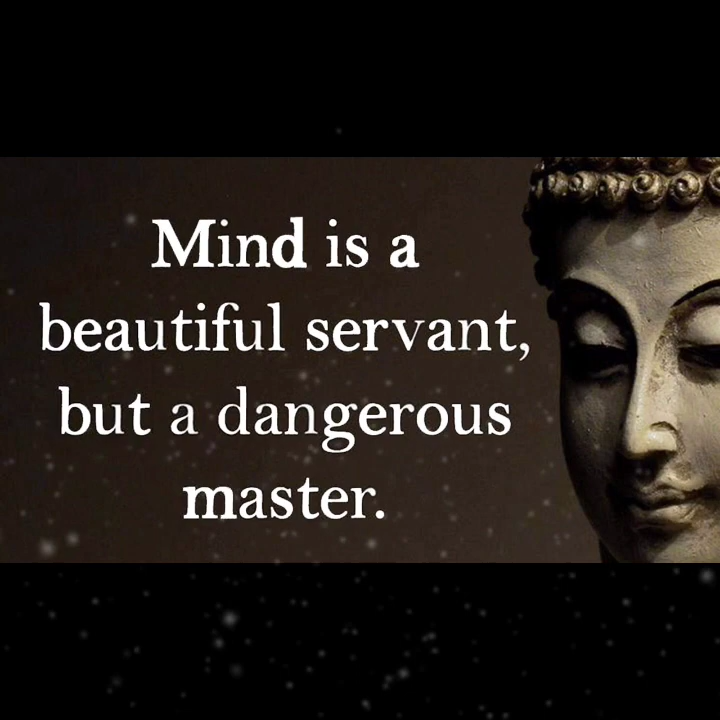 Mind is a
beautiful servant,
but a dangerous
master.